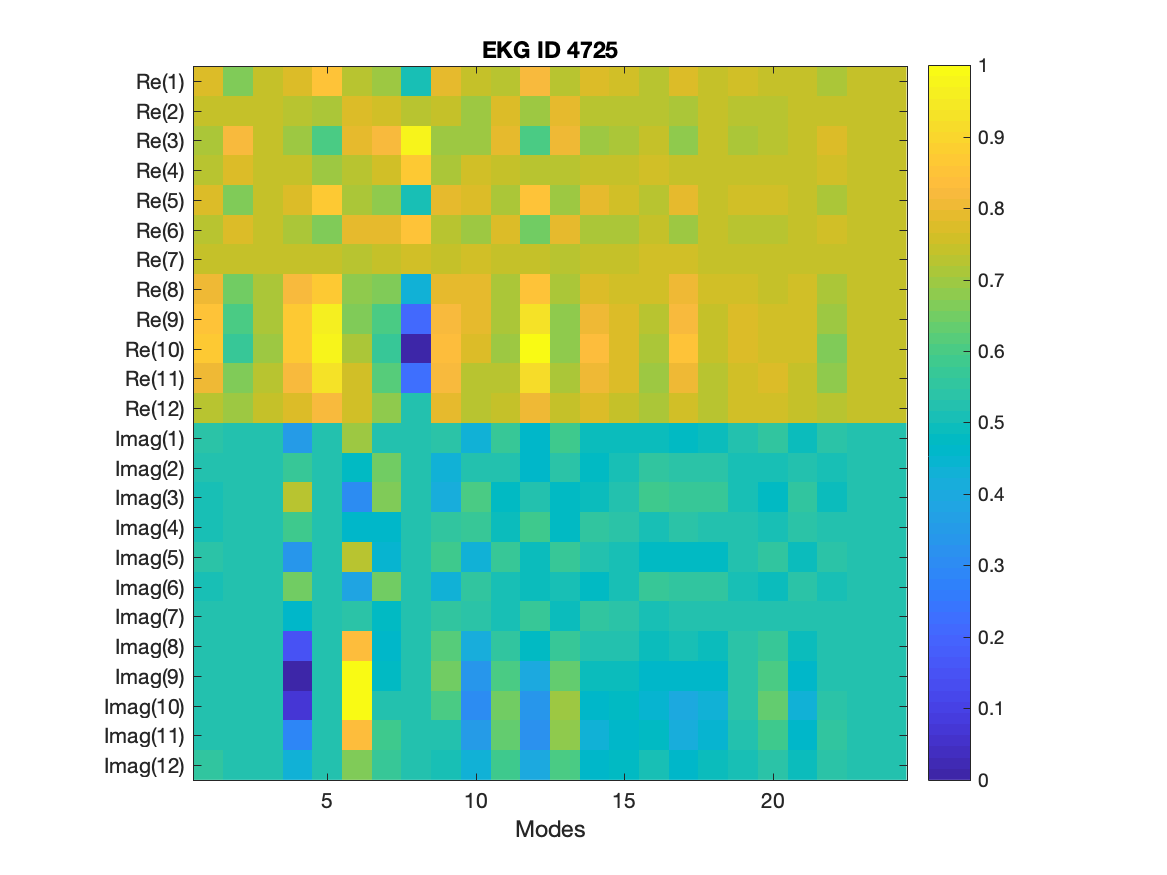 EKG ID 4725
Re(1)
Re(2)
Re(3)
Re(4)
Re(5)
Re(6)
Re(7)
Re(8)
Re(9)
Re(10)
Re(11)
Re(12)
Imag(1)
Imag(2)
Imag(3)
Imag(4)
Imag(5)
Imag(6)
Imag(7)
Imag(8)
Imag(9)
Imag(10)
Imag(11)
Imag(12)
5 10 15 20
Modes
1
0.9
0.8
0.7
0.6
0.5
0.4
0.3
0.2
0.1
0